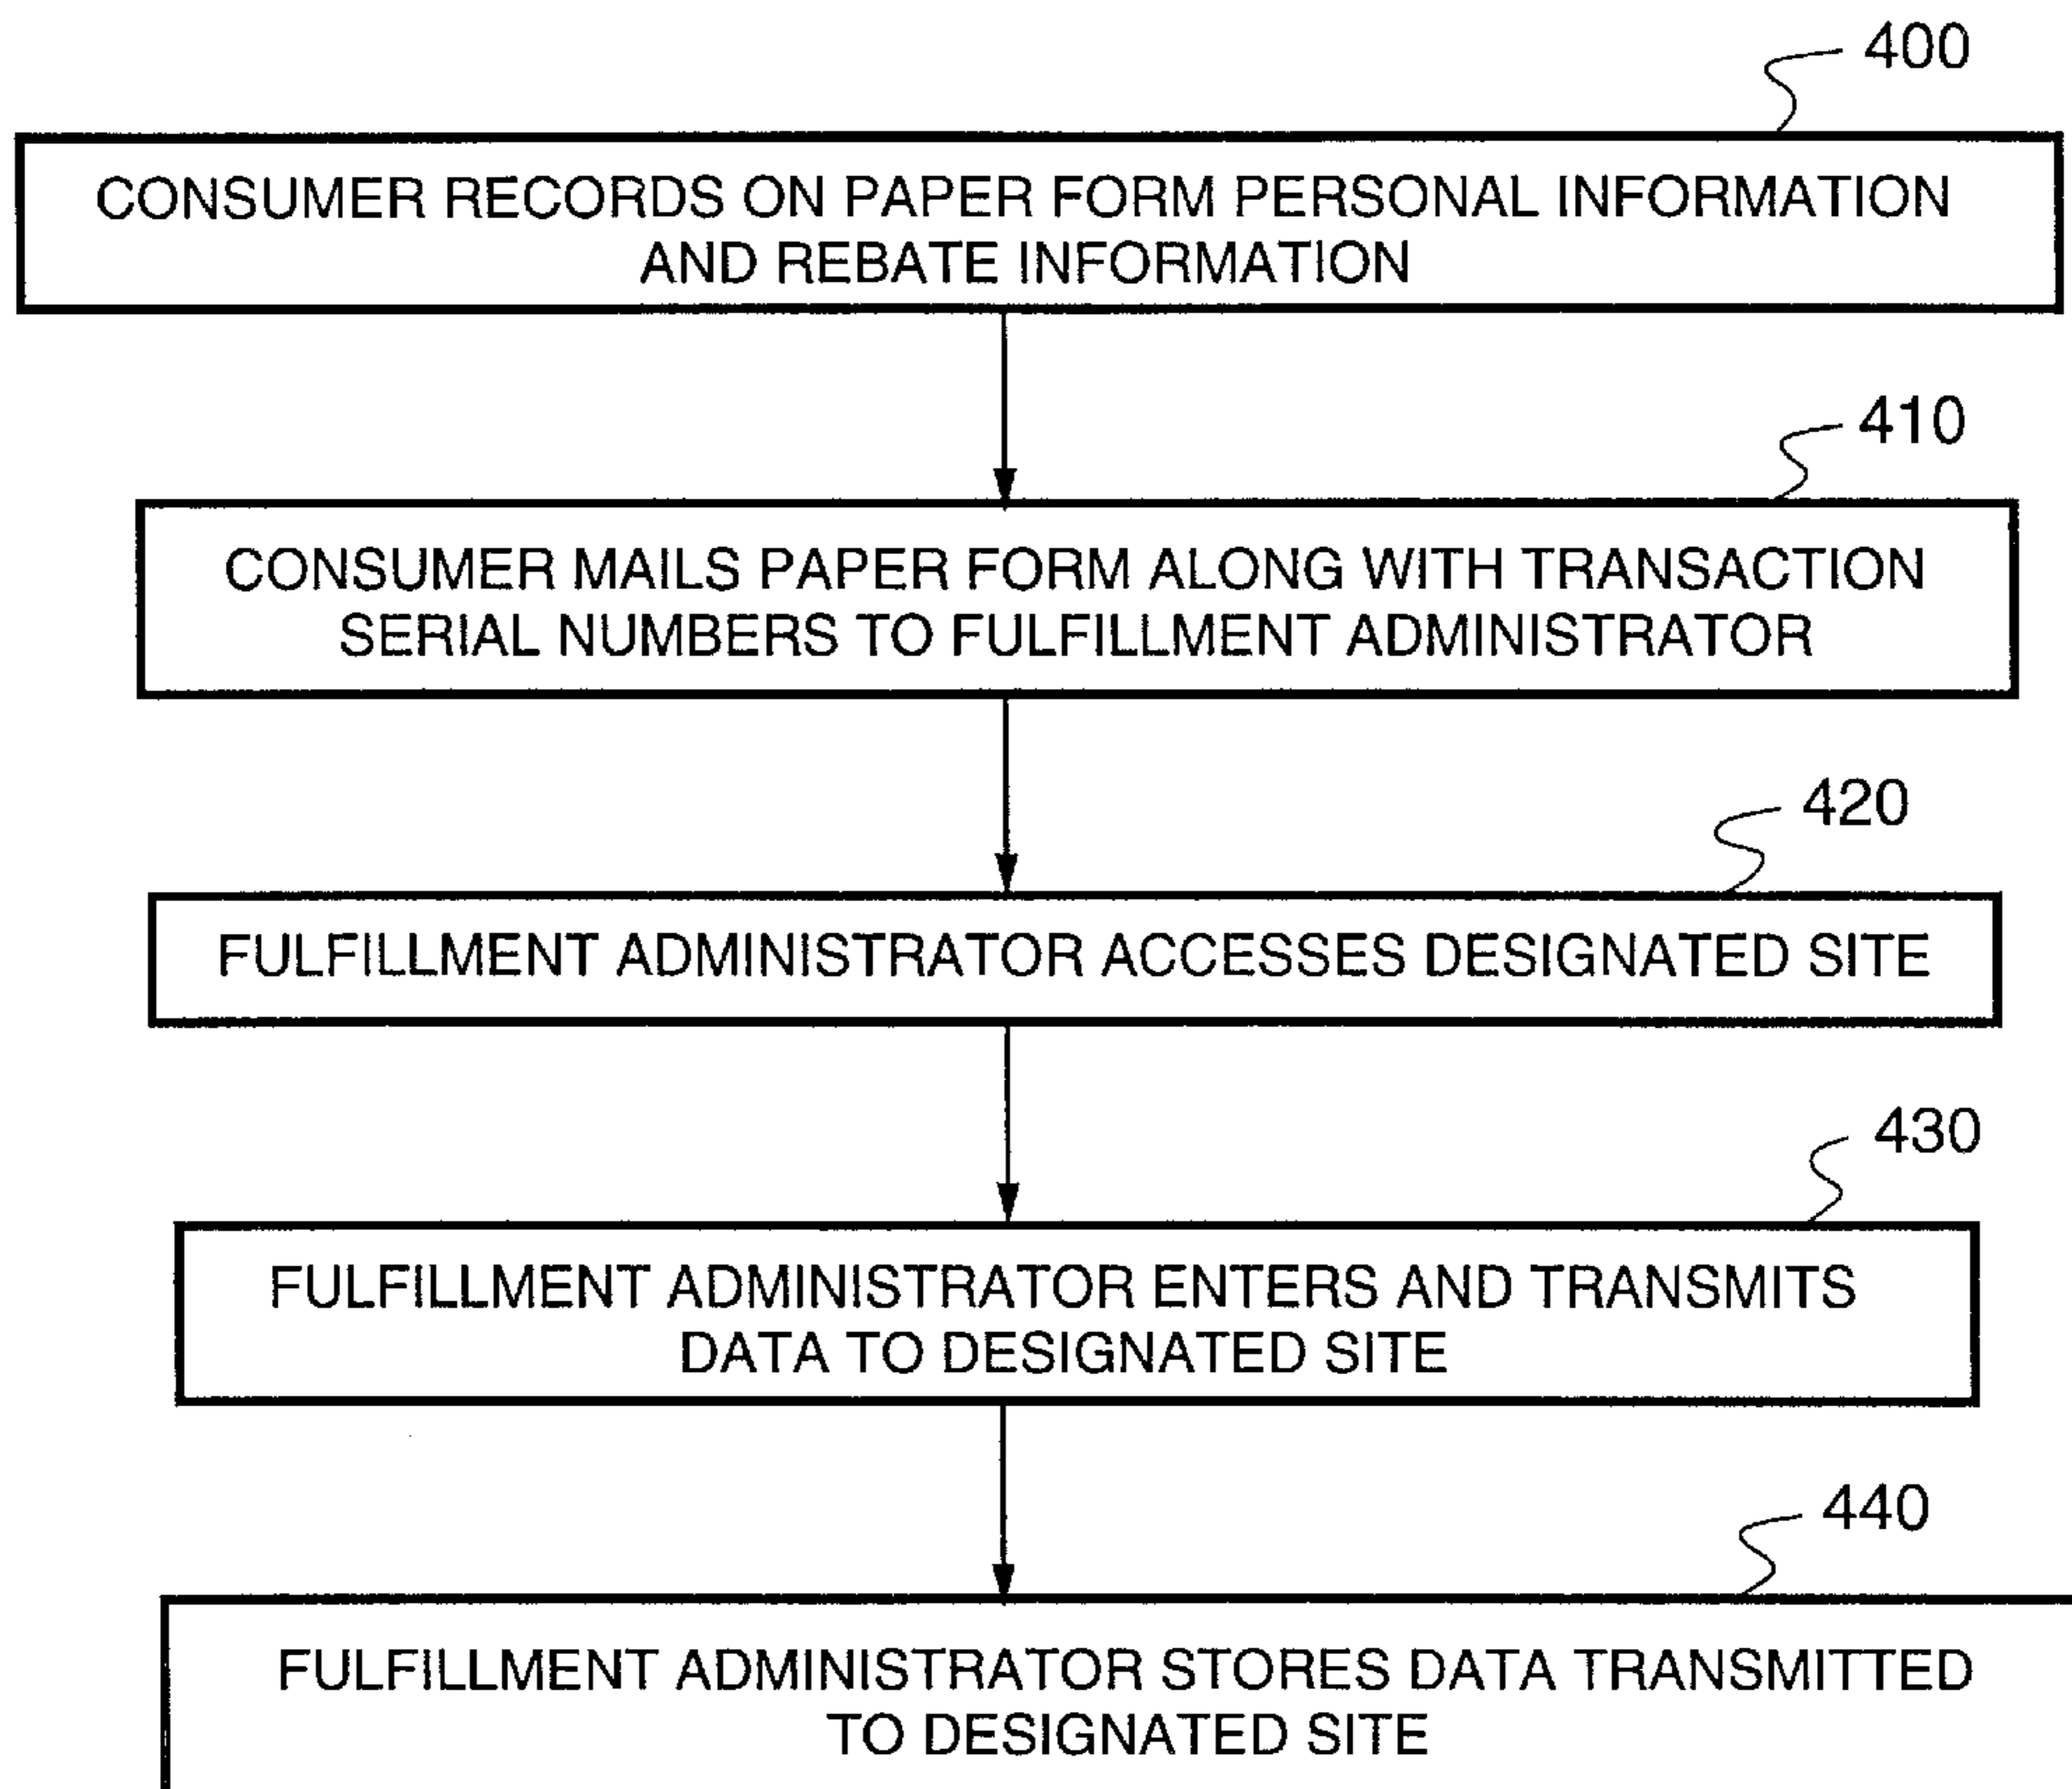 400
CONSUMER RECORDS ON PAPER FORM PERSONAL INFORMATION
AND REBATE INFORMATION
410
CONSUMER MAILS PAPER FORM ALONG WITH TRANSACTION
SERIAL NUMBERS TO FULFILLMENT ADMINISTRATOR
420
FULFILLMENT ADMINISTRATOR ACCESSES DESIGNATED SITE
430
FULFILLMENT ADMINISTRATOR ENTERS AND TRANSMITS
DATA TO DESIGNATED SITE
440
FULFILLMENT ADMINISTRATOR STORES DATA TRANSMITTED
TO DESIGNATED SITE